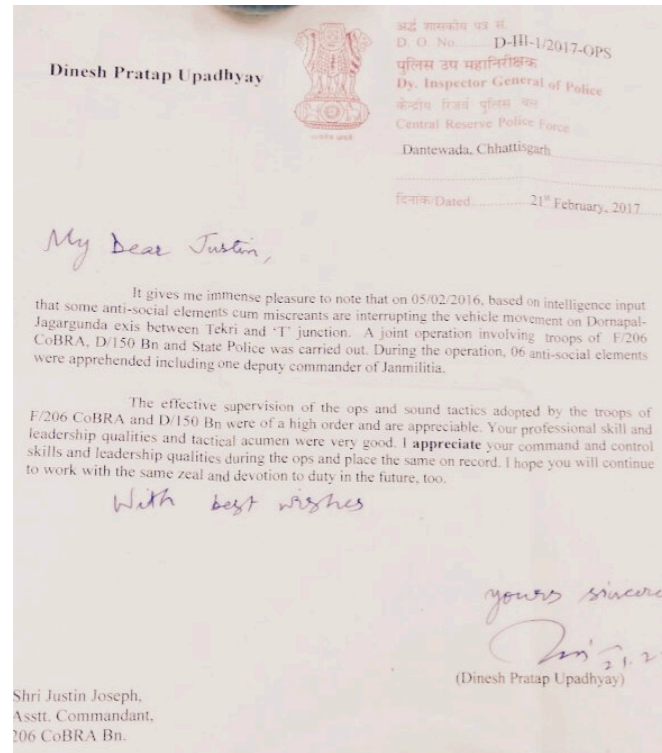 अर्द्ध शासकीय पत्र सं.
D. O. No. D-III-1/2017-OPS
पुलिस उप महानिरीक्षक
Dy. Inspector General of Police
केन्द्रीय रिजर्व पुलिस बल
Central Reserve Police Force
Dantewada, Chhattisgarh
दिनांक/Dated 21st February, 2017
Dinesh Pratap Upadhyay
सत्यमेव जयते
My Dear Justin,
It gives me immense pleasure to note that on 05/02/2016, based on intelligence input
that some anti-social elements cum miscreants are interrupting the vehicle movement on Dornapal-
Jagargunda exis between Tekri and 'T' junction. A joint operation involving troops of F/206
CoBRA, D/150 Bn and State Police was carried out. During the operation, 06 anti-social elements
were apprehended including one deputy commander of Janmilitia.
The effective supervision of the ops and sound tactics adopted by the troops of
F/206 CoBRA and D/150 Bn were of a high order and are appreciable. Your professional skill and
leadership qualities and tactical acumen were very good. I appreciate your command and control
skills and leadership qualities during the ops and place the same on record. I hope you will continue
to work with the same zeal and devotion to duty in the future, too.
With best wishes
yours sincere
(Dinesh Pratap Upadhyay)
Shri Justin Joseph,
Asstt. Commandant,
206 CoBRA Bn.